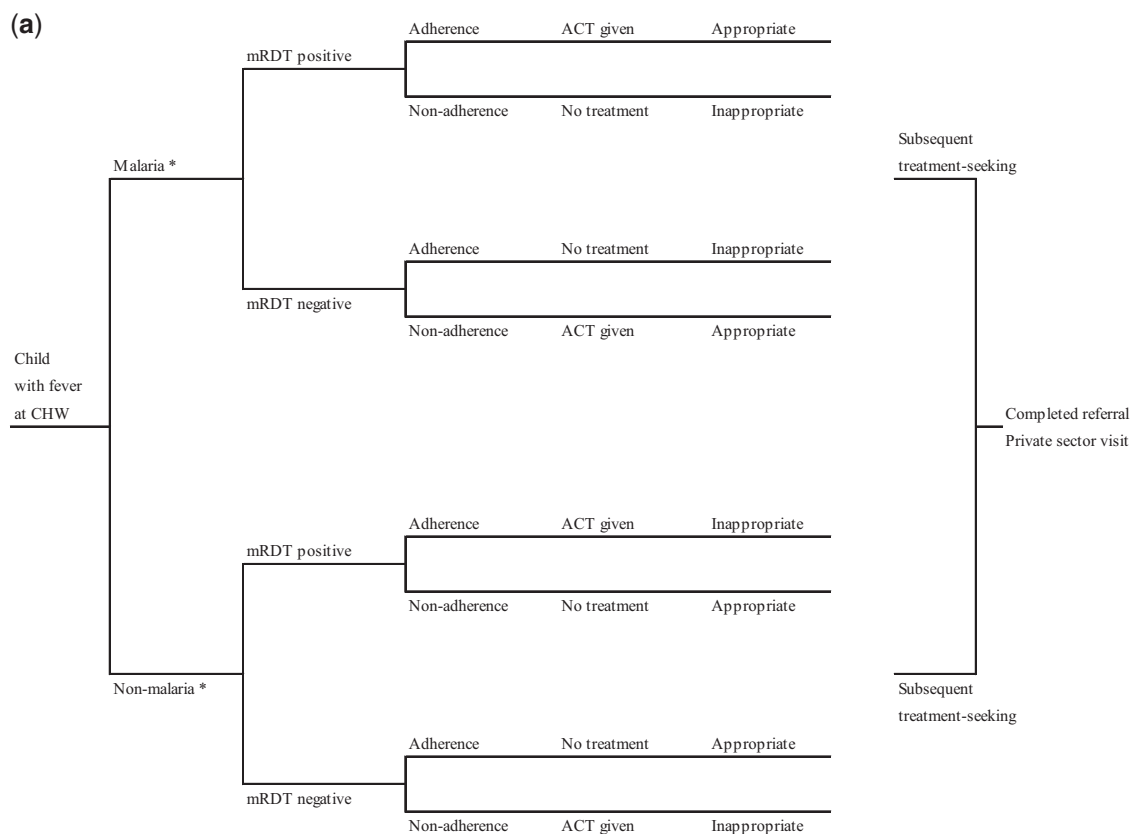 (a)
Adherence ACT given Appropriate
mRDT positive
Non-adherence No treatment Inappropriate
Malaria *
Subsequent
treatment-seeking
Adherence No treatment Inappropriate
mRDT negative
Non-adherence ACT given Appropriate
Child
with fever
at CHW
Completed referral
Private sector visit
Adherence ACT given Inappropriate
mRDT positive
Non-adherence No treatment Appropriate
Non-malaria *
Subsequent
treatment-seeking
Adherence No treatment Appropriate
mRDT negative
Non-adherence ACT given Inappropriate